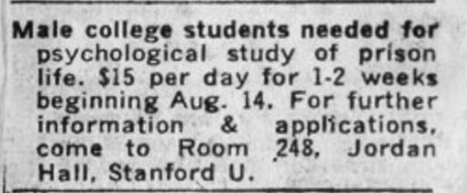 Male college students needed for
psychological study of prison
life. $15 per day for 1-2 weeks
beginning Aug. 14. For further
information & applications,
come to Room 248, Jordan
Hall, Stanford U.